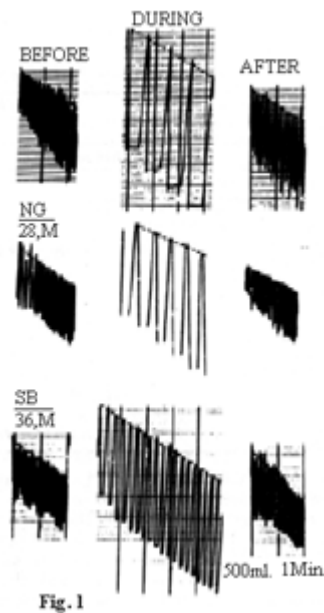 DURING
BEFORE
AFTER
NG
28,M
SB
36,M
500ml. 1Min
Fig. 1